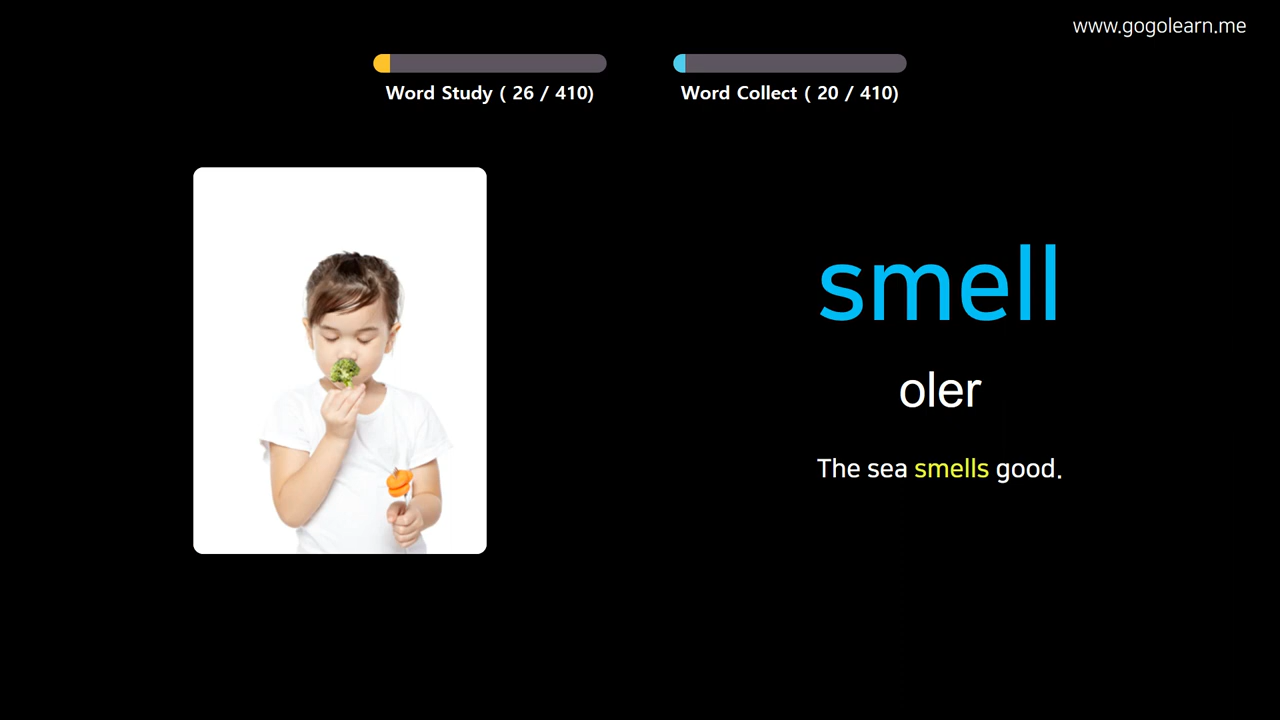 www.gogolearn.me
Word Study ( 26 / 410)
Word Collect ( 20 / 410)
smell
oler
The sea smells good.